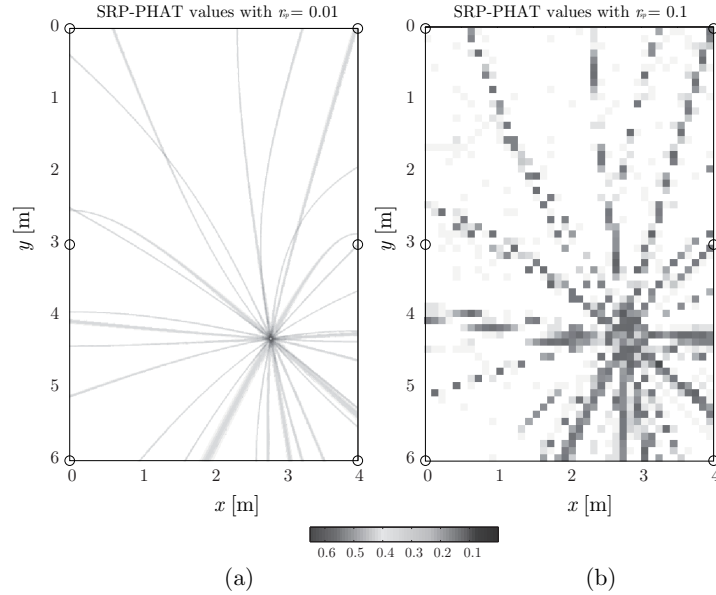 SRP-PHAT values with rₚ = 0.01
SRP-PHAT values with rₚ = 0.1
0
1
2
3
4
5
6
y [m]
0
1
2
3
4
x [m]
0
1
2
3
4
5
6
y [m]
0
1
2
3
4
x [m]
0.6 0.5 0.4 0.3 0.2 0.1
(a)
(b)